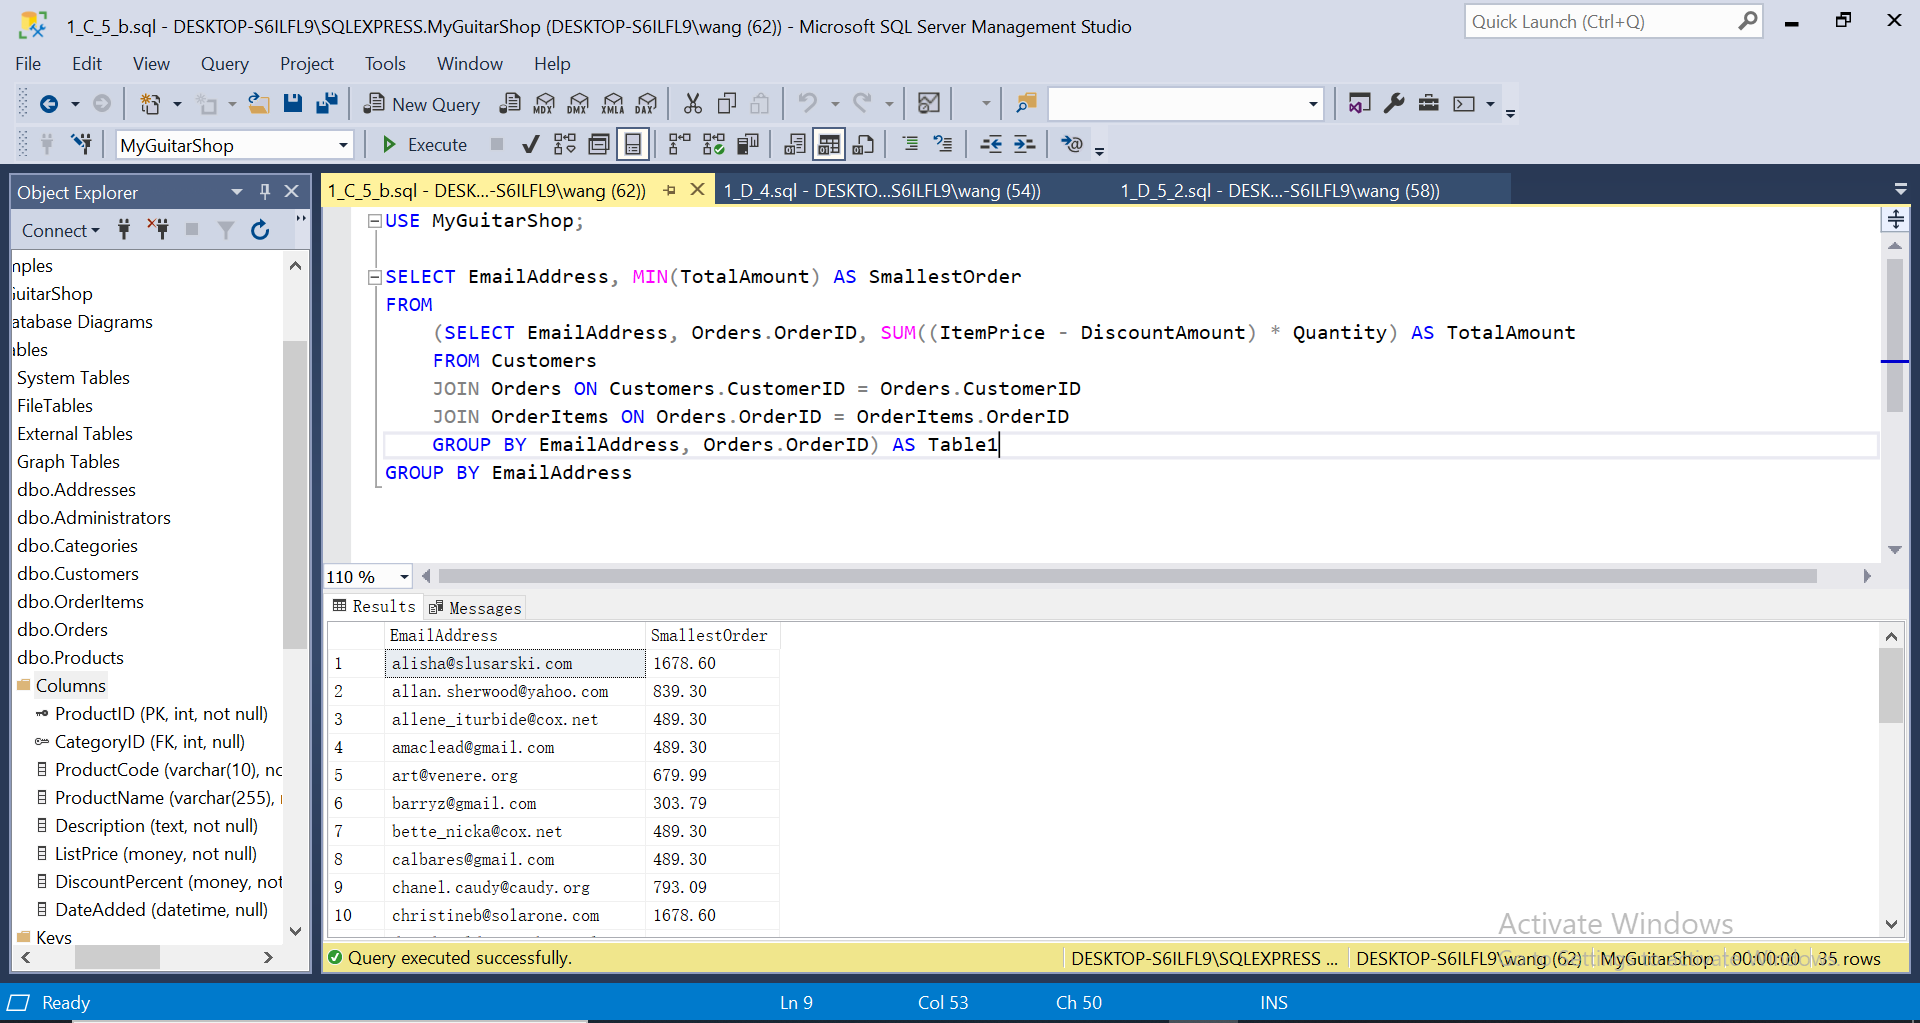 1_C_5_b.sql - DESKTOP-S6ILFL9\SQLEXPRESS.MyGuitarShop (DESKTOP-S6ILFL9\wang (62)) - Microsoft SQL Server Management Studio
Quick Launch (Ctrl+Q)
File Edit View Query Project Tools Window Help
New Query MDX DMX XMLA DAX
MyGuitarShop Execute
Object Explorer
Connect
nples
GuitarShop
atabase Diagrams
ables
System Tables
FileTables
External Tables
Graph Tables
dbo.Addresses
dbo.Administrators
dbo.Categories
dbo.Customers
dbo.OrderItems
dbo.Orders
dbo.Products
Columns
ProductID (PK, int, not null)
CategoryID (FK, int, null)
ProductCode (varchar(10), nc
ProductName (varchar(255),
Description (text, not null)
ListPrice (money, not null)
DiscountPercent (money, not
DateAdded (datetime, null)
Keys
1_C_5_b.sql - DESK...-S6ILFL9\wang (62)) 1_D_4.sql - DESKTO...S6ILFL9\wang (54)) 1_D_5_2.sql - DESK...-S6ILFL9\wang (58))
USE MyGuitarShop;
SELECT EmailAddress, MIN(TotalAmount) AS SmallestOrder
FROM
(SELECT EmailAddress, Orders.OrderID, SUM((ItemPrice - DiscountAmount) * Quantity) AS TotalAmount
FROM Customers
JOIN Orders ON Customers.CustomerID = Orders.CustomerID
JOIN OrderItems ON Orders.OrderID = OrderItems.OrderID
GROUP BY EmailAddress, Orders.OrderID) AS Table1
GROUP BY EmailAddress
110 %
Results Messages
EmailAddress SmallestOrder
1 alisha@slusarski.com 1678.60
2 allan.sherwood@yahoo.com 839.30
3 allene_iturbide@cox.net 489.30
4 amaclead@gmail.com 489.30
5 art@venere.org 679.99
6 barryz@gmail.com 303.79
7 bette_nicka@cox.net 489.30
8 calbares@gmail.com 489.30
9 chanel.caudy@caudy.org 793.09
10 christineb@solarone.com 1678.60
Activate Windows
Go to Settings to activate Windows.
Query executed successfully. DESKTOP-S6ILFL9\SQLEXPRESS ... DESKTOP-S6ILFL9\wang (62) MyGuitarShop 00:00:00 35 rows
Ready Ln 9 Col 53 Ch 50 INS